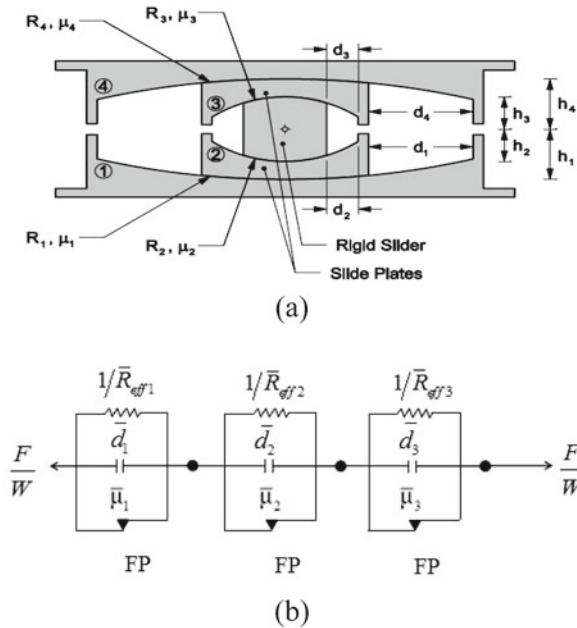 R₄, μ₄
R₃, μ₃
d₃
④
③
d₄
h₃
h₄
②
①
d₁
h₂
h₁
d₂
R₁, μ₁
R₂, μ₂
Rigid Slider
Slide Plates
(a)
1/R̅eff1
1/R̅eff2
1/R̅eff3
F/W
d̅₁
d̅₂
d̅₃
F/W
μ̅₁
μ̅₂
μ̅₃
FP
FP
FP
(b)